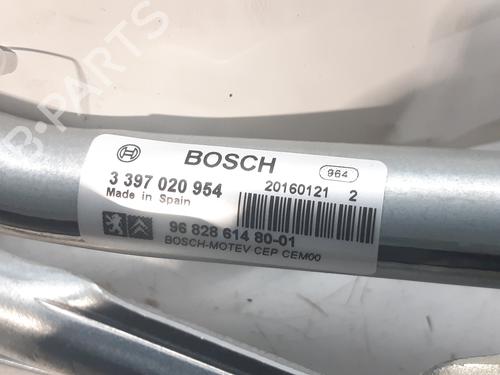 B-PARTS
BOSCH
964
3 397 020 954
Made in Spain
20160121 2
96 828 614 80-01
BOSCH-MOTEV CEP CEM00